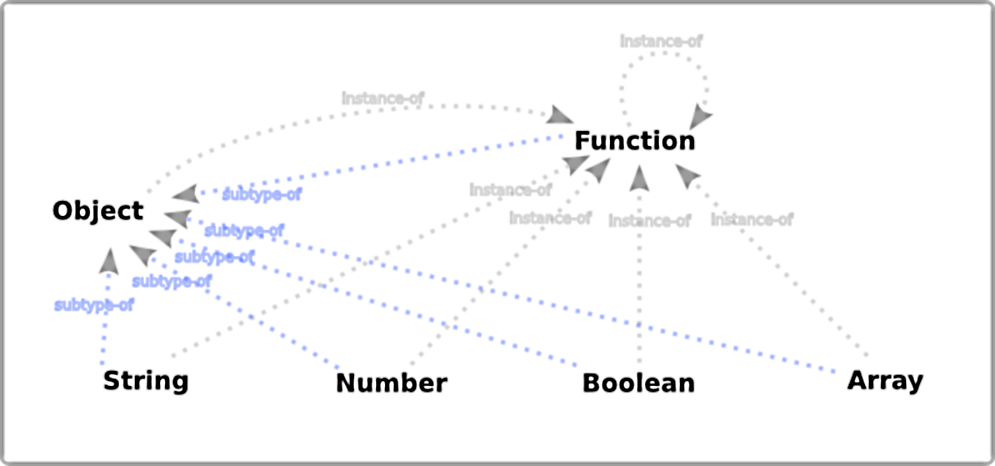 instance-of
instance-of
Function
subtype-of
instance-of
Object
instance-of
instance-of
instance-of
subtype-of
subtype-of
subtype-of
subtype-of
String
Number
Boolean
Array